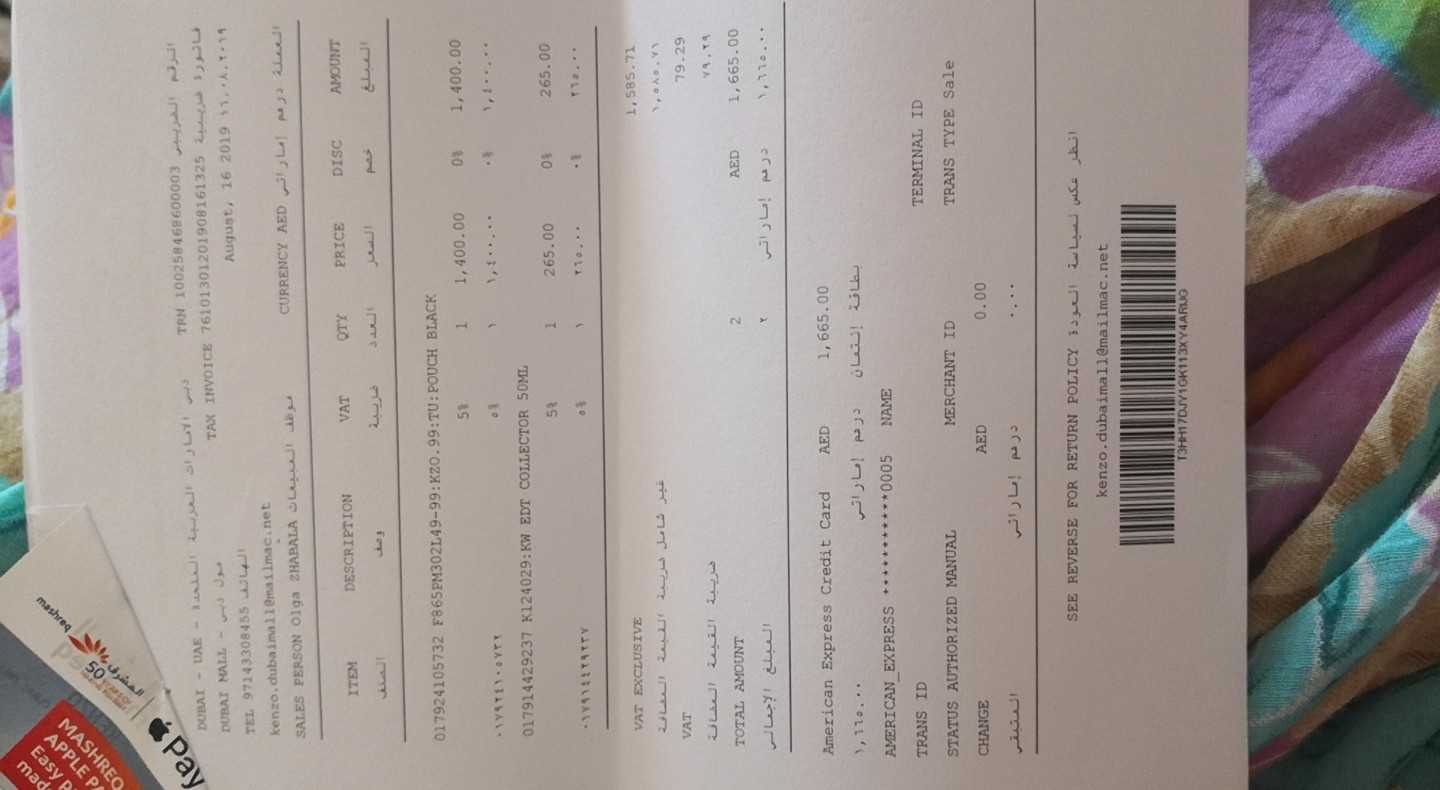 دبي الامارات العربية المتحدة - DUBAI - UAE
TRN 100258468600003 الرقم الضريبي
مول دبي - DUBAI MALL
TAX INVOICE 76101301201908161325 فاتورة ضريبية
TEL 97143308455 الهاتف
August, 16 2019 ١٦,٠٨,٢٠١٩
kenzo.dubaimall@mailmac.net
SALES PERSON Olga ZHABALA موظف المبيعات
CURRENCY AED العملة درهم إماراتي
ITEM DESCRIPTION VAT QTY PRICE DISC AMOUNT
الصنف وصف ضريبة العدد السعر خصم المبلغ
017924105732 F865PM302L49-99:KZO.99:TU:POUCH BLACK
5% 1 1,400.00 0% 1,400.00
٠١٧٩٢٤١٠٥٧٣٢ ٥% ١ ١,٤٠٠.٠٠ ٠% ١,٤٠٠.٠٠
017914429237 K124029:KW EDT COLLECTOR 50ML
5% 1 265.00 0% 265.00
٠١٧٩١٤٤٢٩٢٣٧ ٥% ١ ٢٦٥.٠٠ ٠% ٢٦٥.٠٠
VAT EXCLUSIVE 1,585.71
غير شامل ضريبة القيمة المضافة ١,٥٨٥.٧١
VAT 79.29
ضريبة القيمة المضافة ٧٩.٢٩
TOTAL AMOUNT 2 AED 1,665.00
المبلغ الإجمالي ٢ درهم إماراتي ١,٦٦٥.٠٠
American Express Credit Card AED 1,665.00
١,٦٦٥.٠٠ درهم إماراتي بطاقة إئتمان
AMERICAN_EXPRESS ***********0005 NAME
TRANS ID TERMINAL ID
STATUS AUTHORIZED MANUAL MERCHANT ID TRANS TYPE Sale
CHANGE AED 0.00
المتبقي درهم إماراتي ٠.٠٠
SEE REVERSE FOR RETURN POLICY انظر عكس لسياسة العودة
kenzo.dubaimall@mailmac.net
T3HH17DJY1GK113XY4ARUG
mashreq
المشرق
50
Pay
MASHREQ
APPLE PA
Easy P
mad